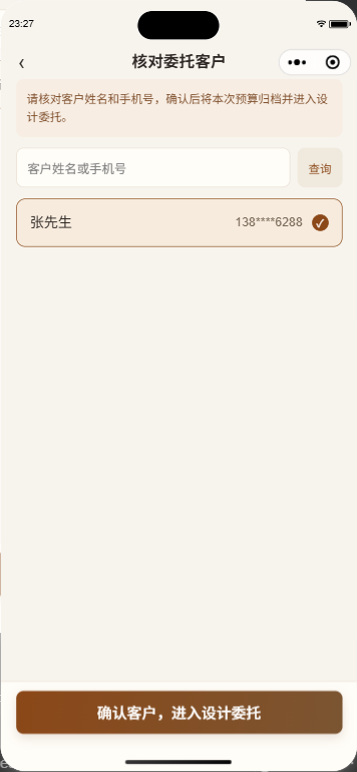 23:27
核对委托客户
请核对客户姓名和手机号，确认后将本次预算归档并进入设
计委托。
客户姓名或手机号
查询
张先生
138****6288
确认客户，进入设计委托